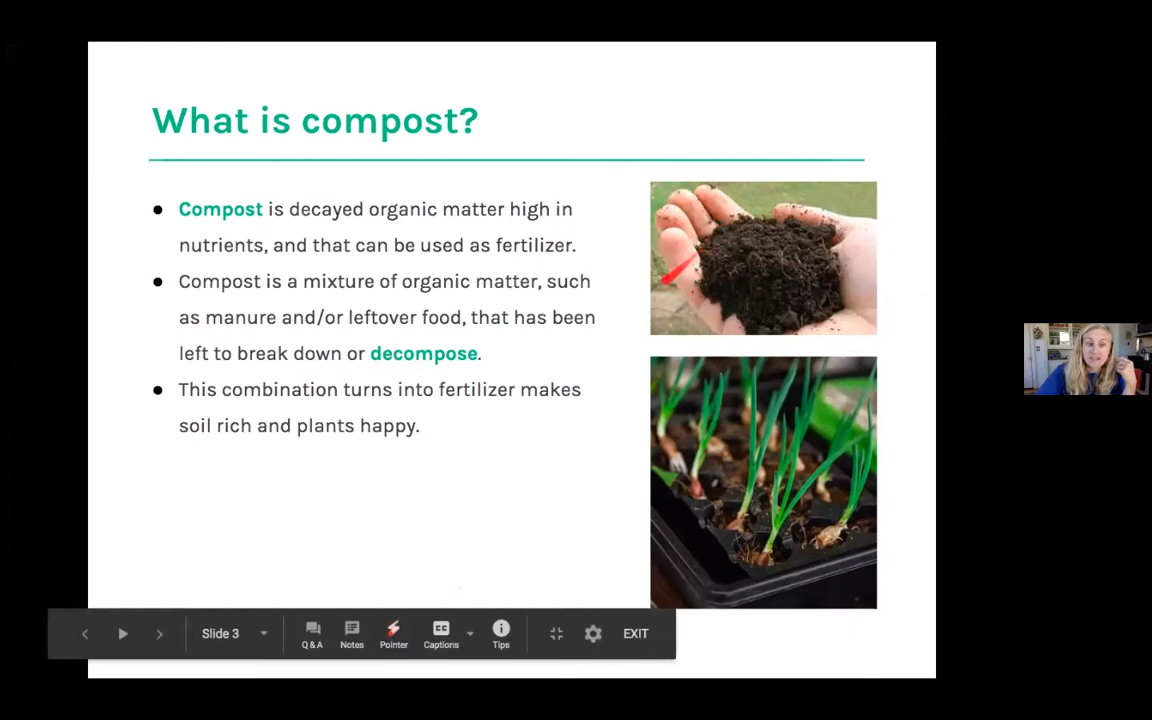 What is compost?
● Compost is decayed organic matter high in
nutrients, and that can be used as fertilizer.
● Compost is a mixture of organic matter, such
as manure and/or leftover food, that has been
left to break down or decompose.
● This combination turns into fertilizer makes
soil rich and plants happy.
Slide 3
Q & A
Notes
Pointer
CC
Captions
Tips
EXIT